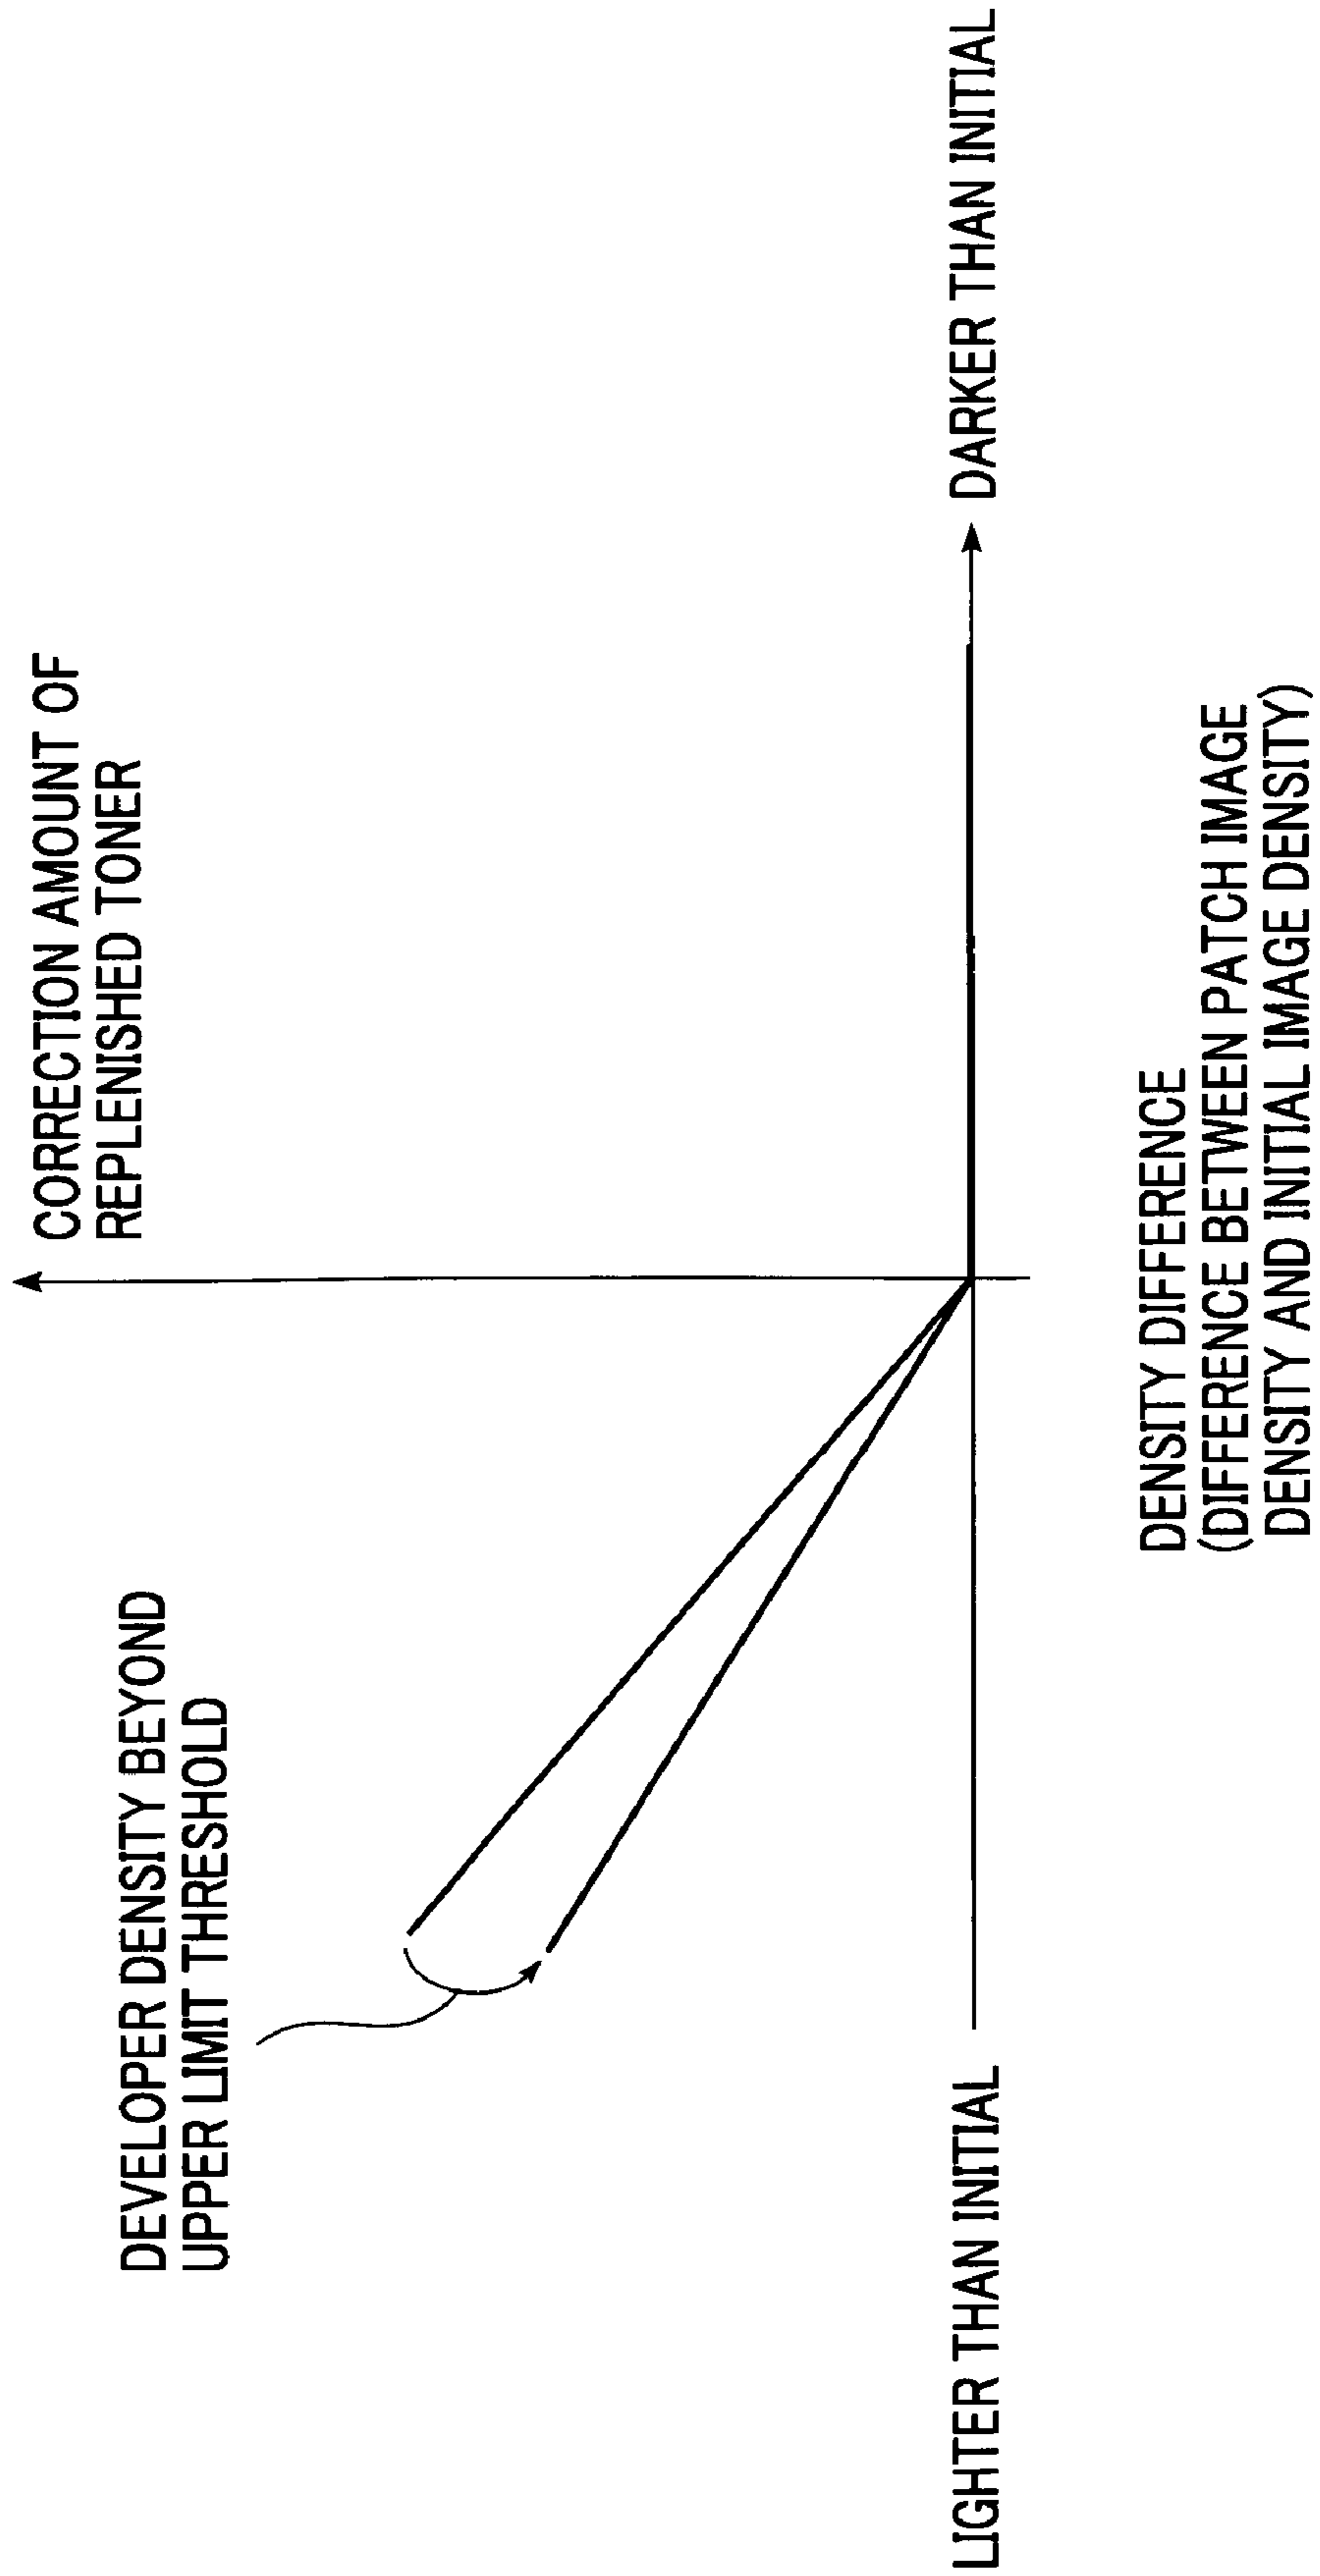 CORRECTION AMOUNT OF
REPLENISHED TONER
DEVELOPER DENSITY BEYOND
UPPER LIMIT THRESHOLD
LIGHTER THAN INITIAL
DARKER THAN INITIAL
DENSITY DIFFERENCE
(DIFFERENCE BETWEEN PATCH IMAGE
DENSITY AND INITIAL IMAGE DENSITY)